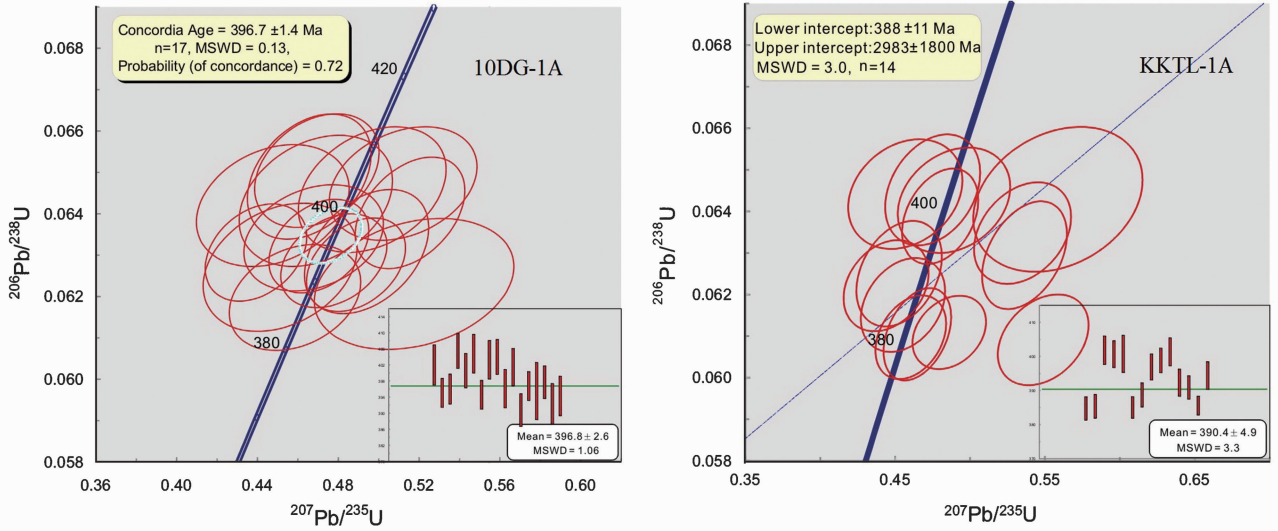 Concordia Age = 396.7 ±1.4 Ma
n=17, MSWD = 0.13,
Probability (of concordance) = 0.72
10DG-1A
420
400
380
0.068
0.066
0.064
0.062
0.060
0.058
0.36 0.40 0.44 0.48 0.52 0.56 0.60
206Pb/238U
207Pb/235U
Mean = 396.8 ± 2.6
MSWD = 1.06
Lower intercept:388 ±11 Ma
Upper intercept:2983±1800 Ma
MSWD = 3.0, n=14
KKTL-1A
400
380
0.068
0.066
0.064
0.062
0.060
0.058
0.35 0.45 0.55 0.65
206Pb/238U
207Pb/235U
Mean = 390.4 ± 4.9
MSWD = 3.3